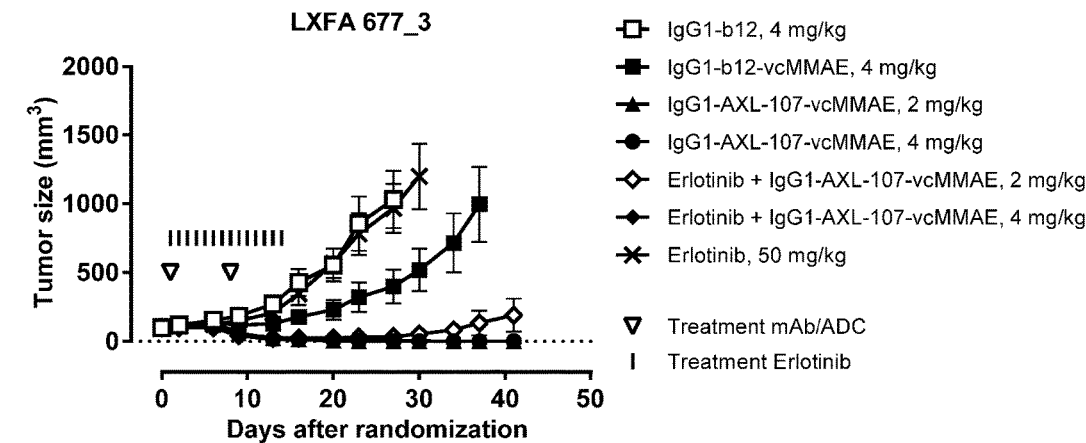 LXFA 677_3
Tumor size (mm³)
2000
1500
1000
500
0
0 10 20 30 40 50
Days after randomization
IgG1-b12, 4 mg/kg
IgG1-b12-vcMMAE, 4 mg/kg
IgG1-AXL-107-vcMMAE, 2 mg/kg
IgG1-AXL-107-vcMMAE, 4 mg/kg
Erlotinib + IgG1-AXL-107-vcMMAE, 2 mg/kg
Erlotinib + IgG1-AXL-107-vcMMAE, 4 mg/kg
Erlotinib, 50 mg/kg
Treatment mAb/ADC
Treatment Erlotinib